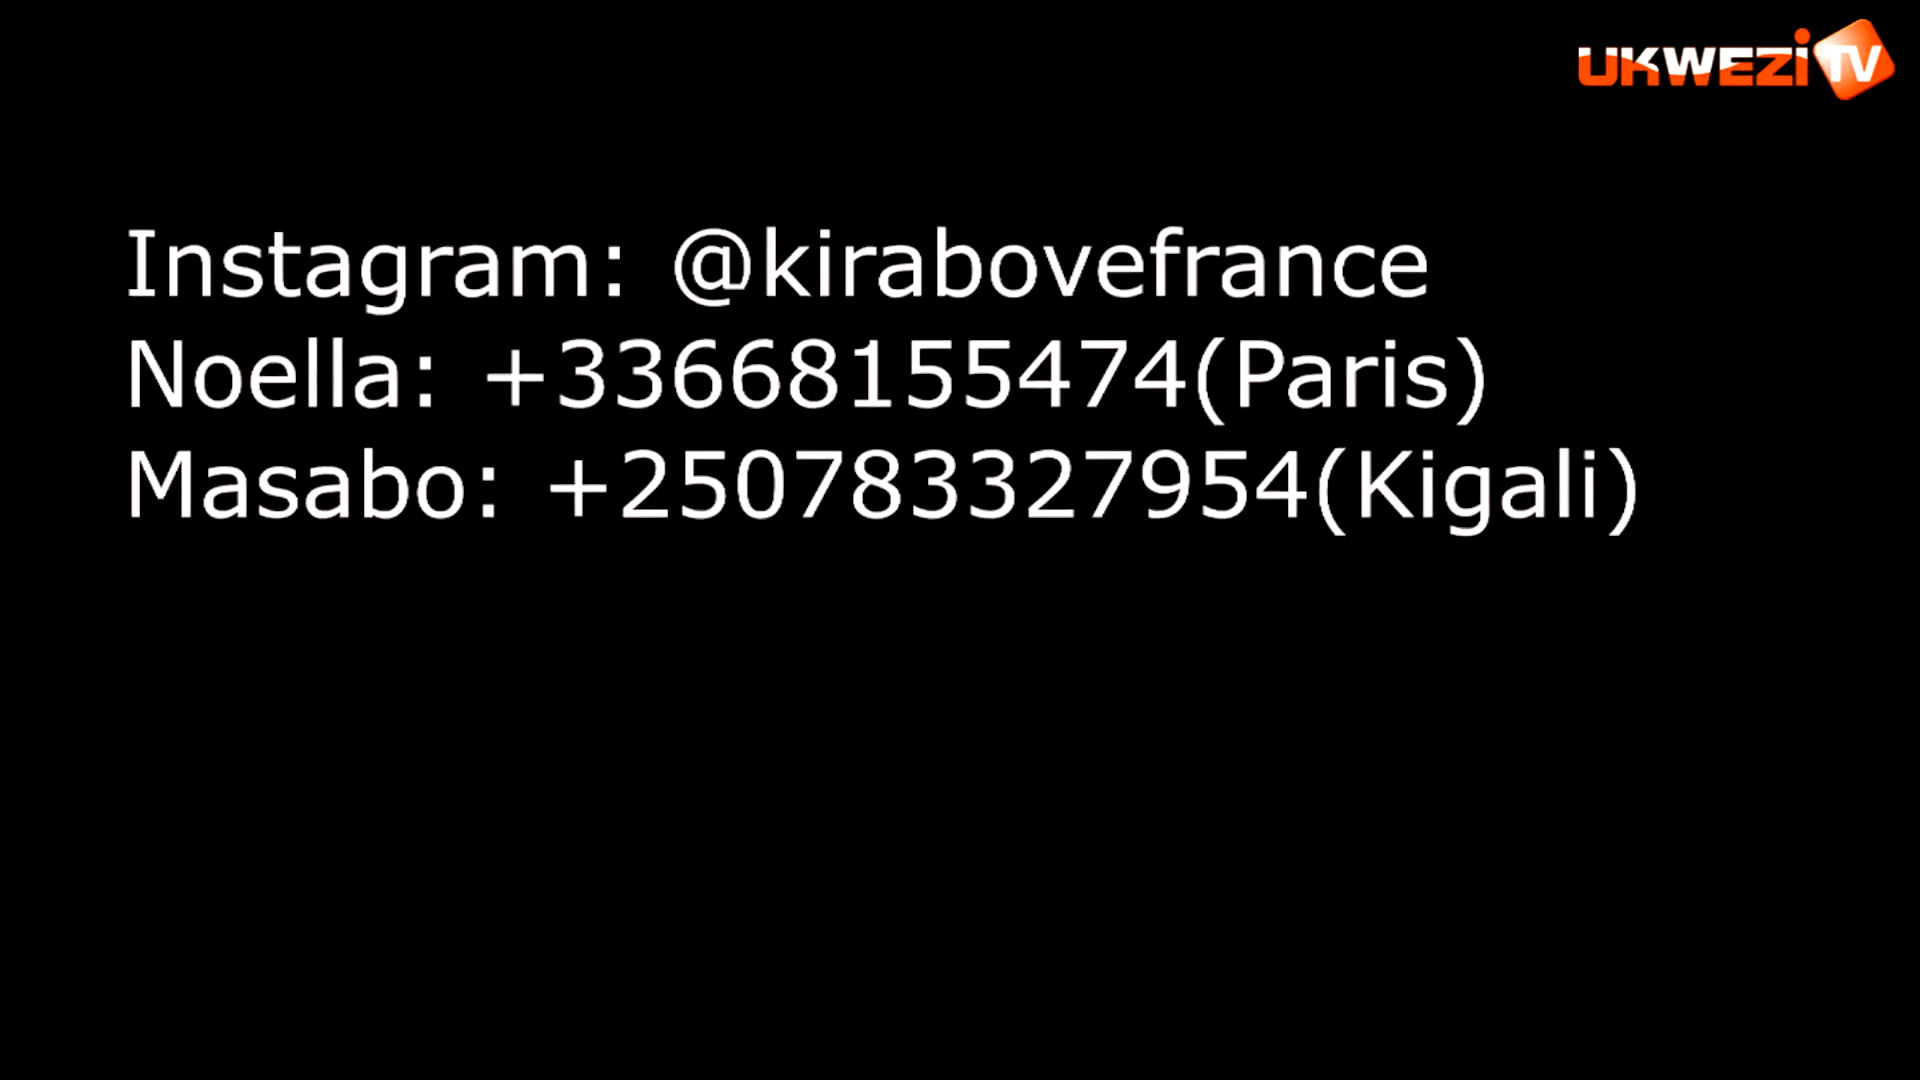 UKWEZI TV
Instagram: @kirabovefrance
Noella: +33668155474(Paris)
Masabo: +250783327954(Kigali)